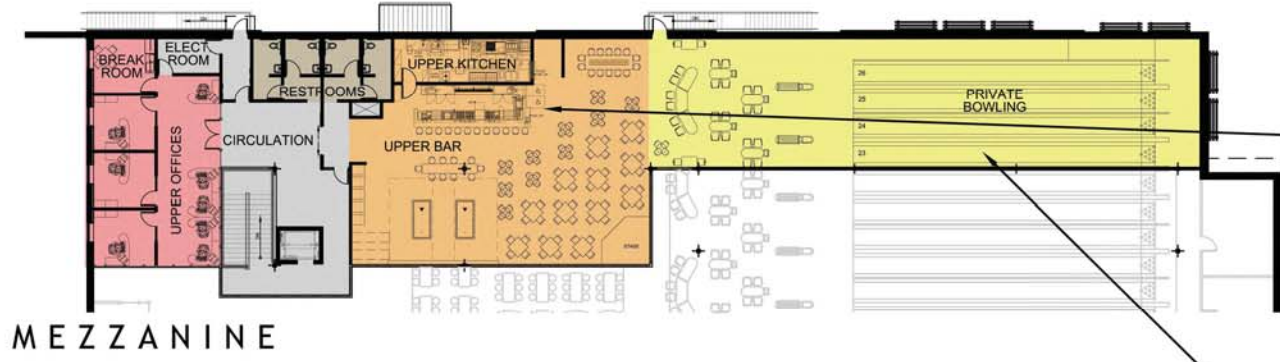 BREAK
ROOM
ELECT
ROOM
RESTROOMS
UPPER KITCHEN
UPPER OFFICES
CIRCULATION
UPPER BAR
PRIVATE
BOWLING
26
25
24
23
STAGE
MEZZANINE